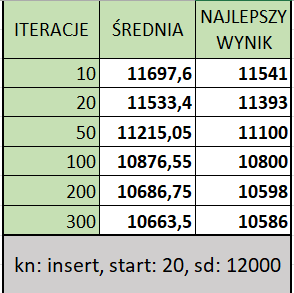 ITERACJE ŚREDNIA NAJLEPSZY WYNIK
10 11697,6 11541
20 11533,4 11393
50 11215,05 11100
100 10876,55 10800
200 10686,75 10598
300 10663,5 10586
kn: insert, start: 20, sd: 12000